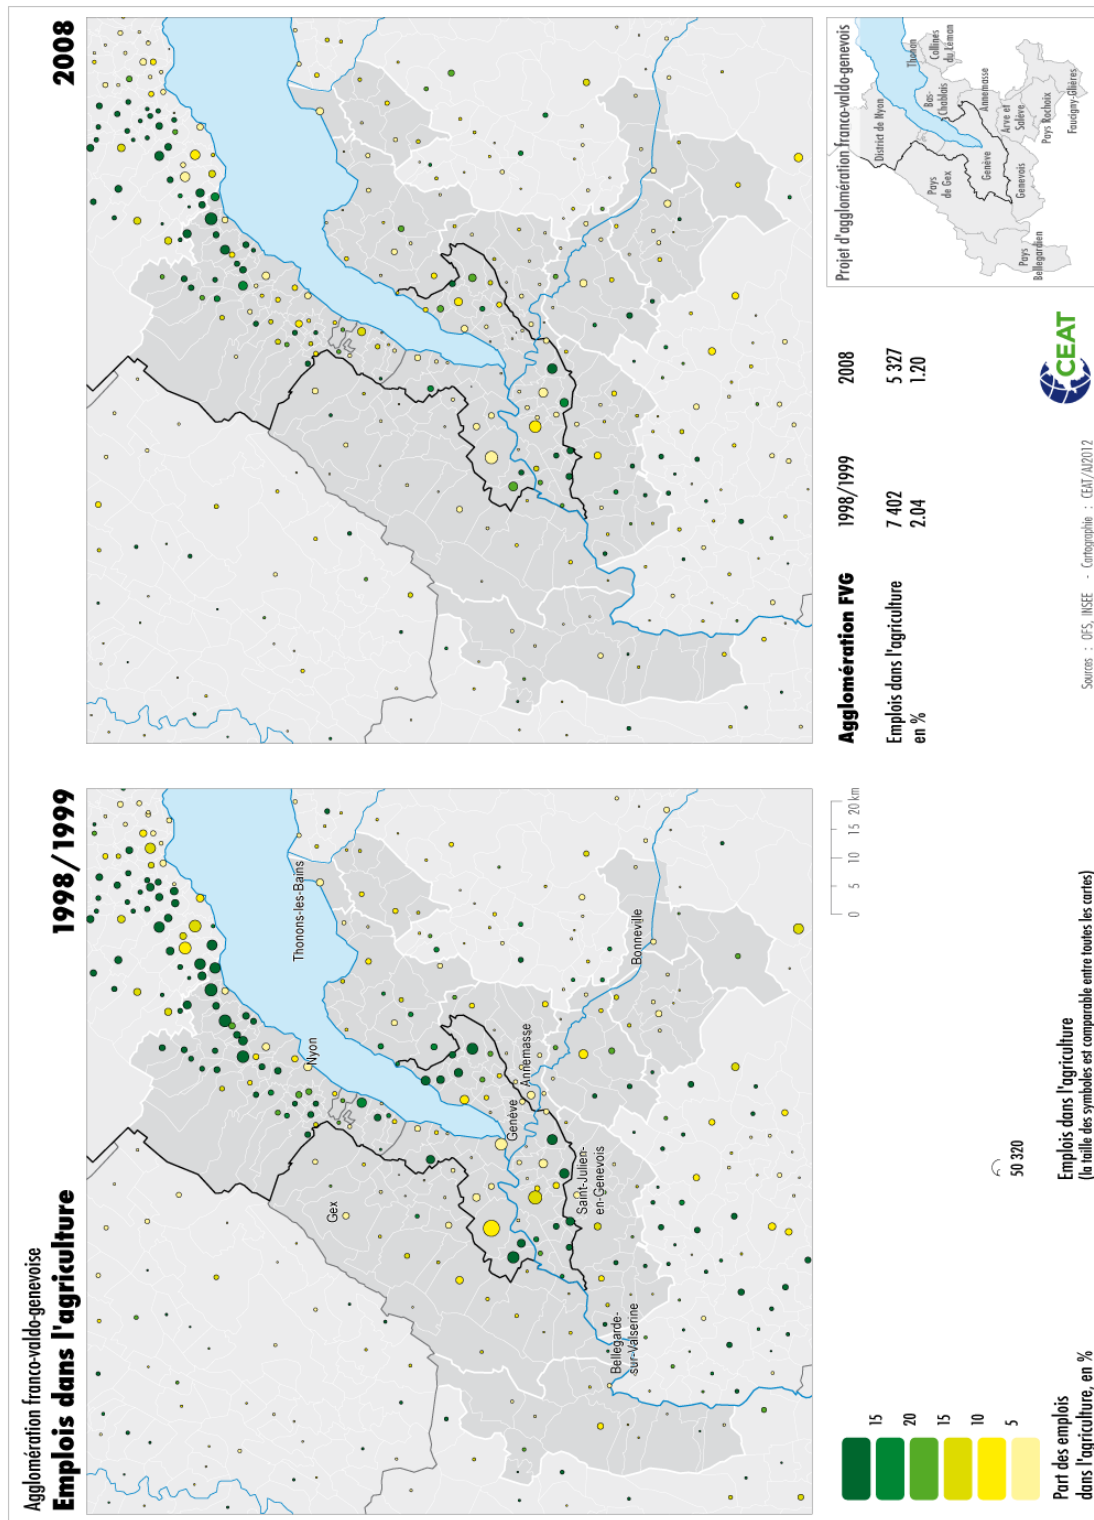 Agglomération franco-valdo-genevoise
Emplois dans l'agriculture
1998/1999
Nyon
Thonons-les-Bains
Gex
Genève
Annemasse
Saint-Julien-
en-Genevois
Bonneville
Bellegarde-
sur-Valserine
2008
15
20
15
10
5
Part des emplois
dans l'agriculture, en %
50 320
Emplois dans l'agriculture
(la taille des symboles est comparable entre toutes les cartes)
0 5 10 15 20 km
Agglomération FVG 1998/1999 2008
Emplois dans l'agriculture 7 402 5 327
en % 2.04 1.20
Sources : OFS, INSEE - Cartographie : CEAT/AU2012
CEAT
Projet d'agglomération franco-valdo-genevois
District de Nyon
Thonon
Collines
du Léman
Bas-
Chablais
Pays
de Gex
Genève
Annemasse
Arve et
Salève
Genevois
Pays Rochoix
Faucigny-Glières
Pays
Bellegardien